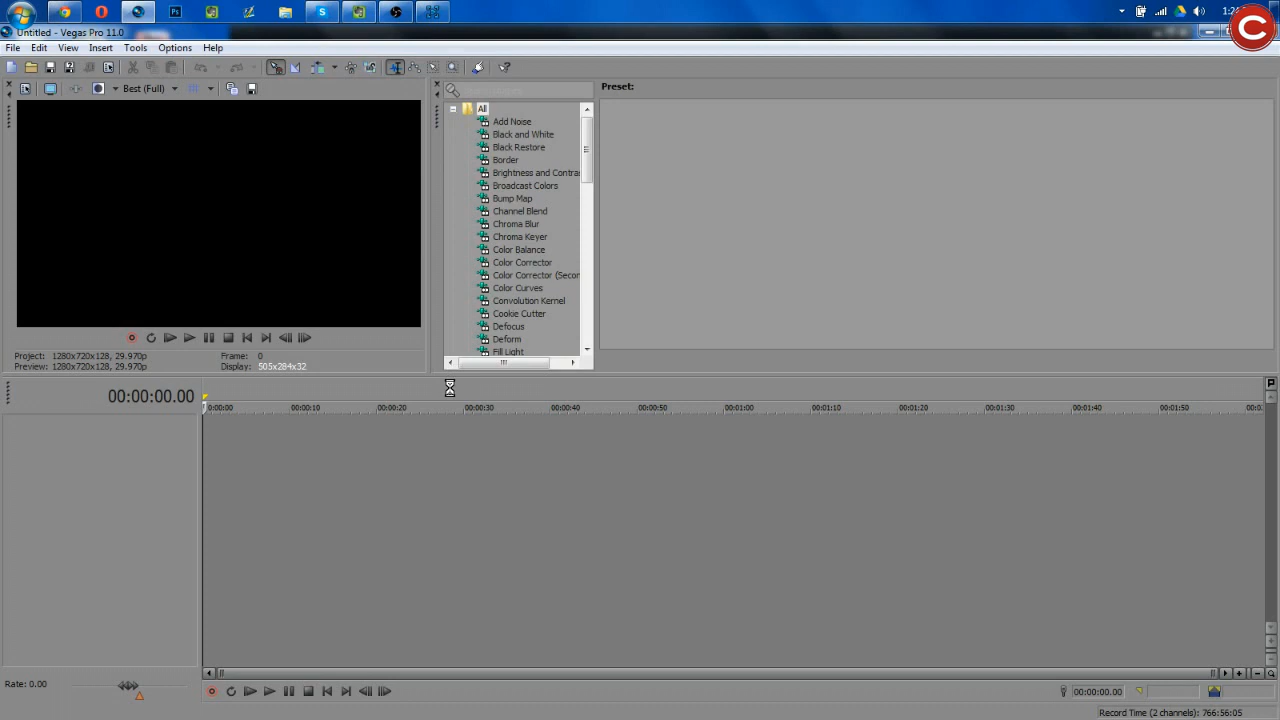 1:2
Untitled - Vegas Pro 11.0
File Edit View Insert Tools Options Help
Best (Full)
Preset:
All
Add Noise
Black and White
Black Restore
Border
Brightness and Contras
Broadcast Colors
Bump Map
Channel Blend
Chroma Blur
Chroma Keyer
Color Balance
Color Corrector
Color Corrector (Secon
Color Curves
Convolution Kernel
Cookie Cutter
Defocus
Deform
Fill Light
Project: 1280x720x128, 29.970p Frame: 0
Preview: 1280x720x128, 29.970p Display: 505x284x32
00:00:00.00
0:00:00 00:00:10 00:00:20 00:00:30 00:00:40 00:00:50 00:01:00 00:01:10 00:01:20 00:01:30 00:01:40 00:01:50 00:0
Rate: 0.00
00:00:00.00
Record Time (2 channels): 766:56:05